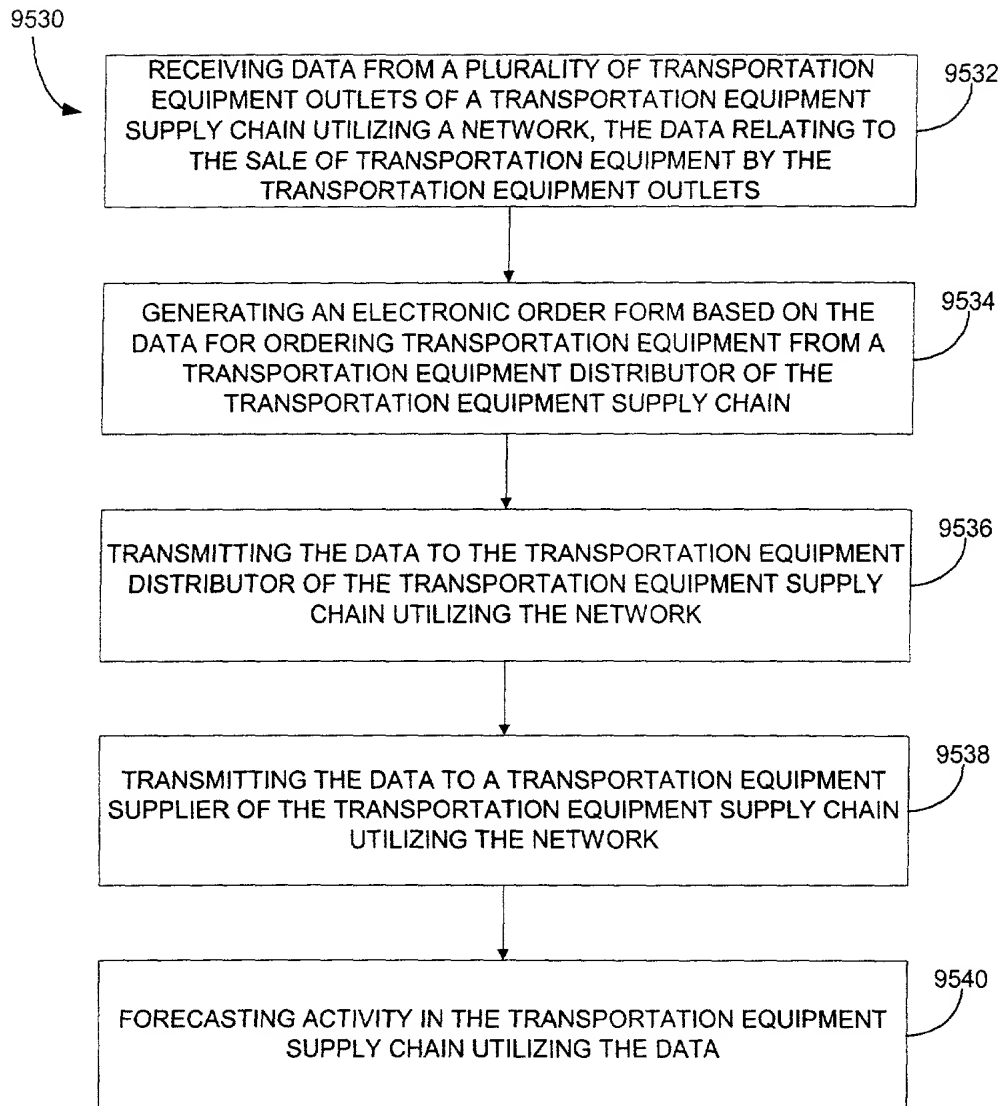 9530
RECEIVING DATA FROM A PLURALITY OF TRANSPORTATION
EQUIPMENT OUTLETS OF A TRANSPORTATION EQUIPMENT
SUPPLY CHAIN UTILIZING A NETWORK, THE DATA RELATING TO
THE SALE OF TRANSPORTATION EQUIPMENT BY THE
TRANSPORTATION EQUIPMENT OUTLETS
9532
GENERATING AN ELECTRONIC ORDER FORM BASED ON THE
DATA FOR ORDERING TRANSPORTATION EQUIPMENT FROM A
TRANSPORTATION EQUIPMENT DISTRIBUTOR OF THE
TRANSPORTATION EQUIPMENT SUPPLY CHAIN
9534
TRANSMITTING THE DATA TO THE TRANSPORTATION EQUIPMENT
DISTRIBUTOR OF THE TRANSPORTATION EQUIPMENT SUPPLY
CHAIN UTILIZING THE NETWORK
9536
TRANSMITTING THE DATA TO A TRANSPORTATION EQUIPMENT
SUPPLIER OF THE TRANSPORTATION EQUIPMENT SUPPLY CHAIN
UTILIZING THE NETWORK
9538
FORECASTING ACTIVITY IN THE TRANSPORTATION EQUIPMENT
SUPPLY CHAIN UTILIZING THE DATA
9540